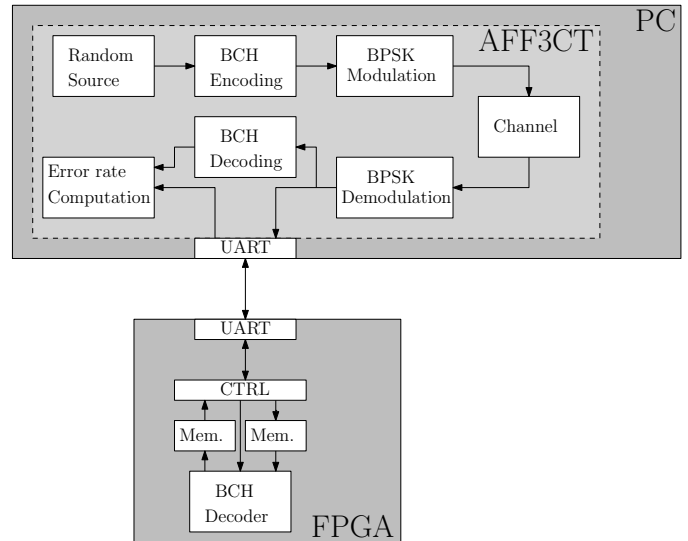 PC
AFF3CT
Random
Source
BCH
Encoding
BPSK
Modulation
Channel
BCH
Decoding
Error rate
Computation
BPSK
Demodulation
UART
UART
CTRL
Mem.
Mem.
BCH
Decoder
FPGA